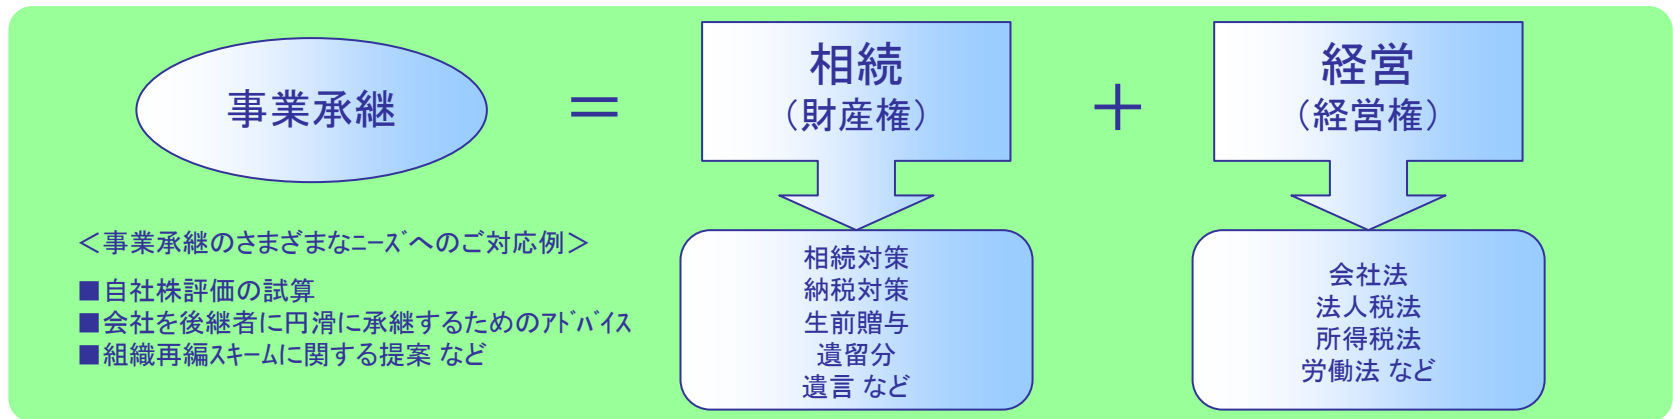 事業承継
＝
相続
（財産権）
＋
経営
（経営権）
＜事業承継のさまざまなﾆｰｽﾞへのご対応例＞
■自社株評価の試算
■会社を後継者に円滑に承継するためのｱﾄﾞﾊﾞｲｽ
■組織再編ｽｷｰﾑに関する提案 など
相続対策
納税対策
生前贈与
遺留分
遺言 など
会社法
法人税法
所得税法
労働法 など